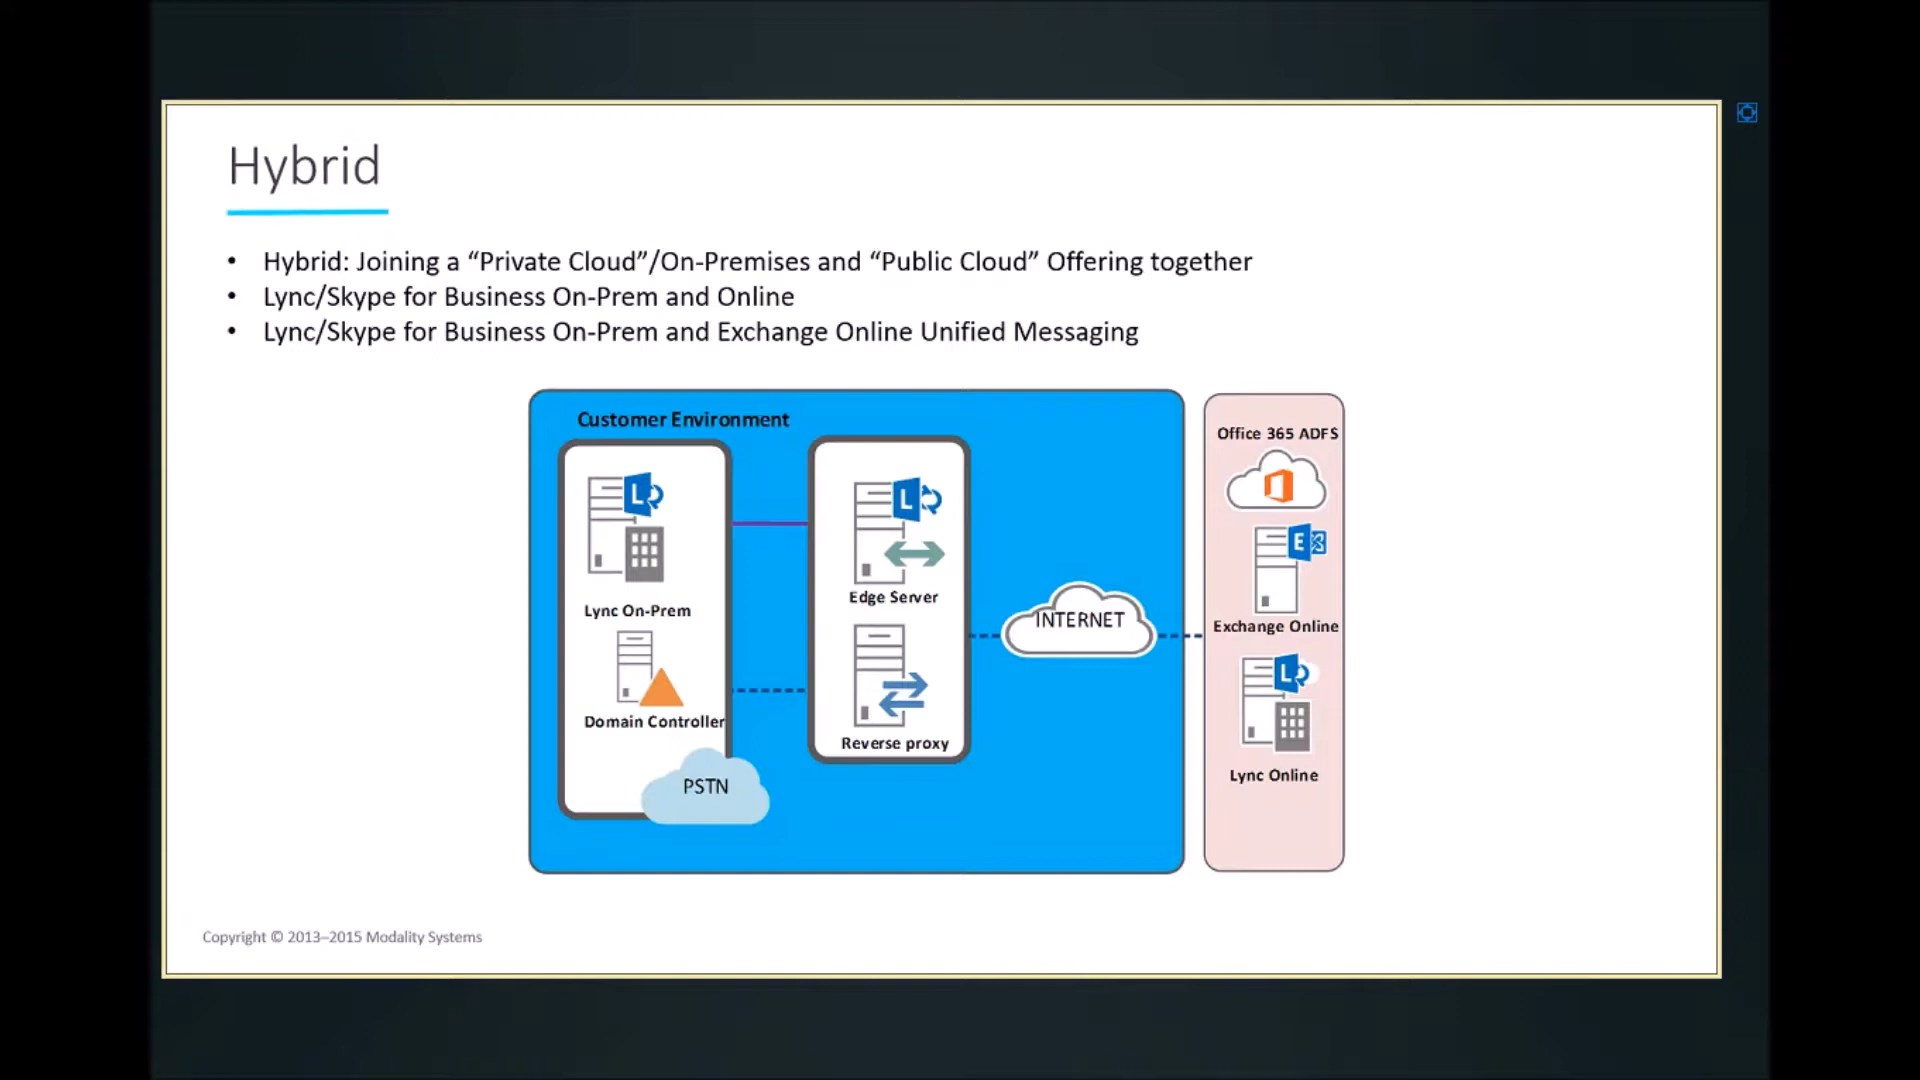 Hybrid
• Hybrid: Joining a “Private Cloud”/On-Premises and “Public Cloud” Offering together
• Lync/Skype for Business On-Prem and Online
• Lync/Skype for Business On-Prem and Exchange Online Unified Messaging
Customer Environment
L
Lync On-Prem
Domain Controller
PSTN
L
Edge Server
Reverse proxy
INTERNET
Office 365 ADFS
E
Exchange Online
L
Lync Online
Copyright © 2013–2015 Modality Systems